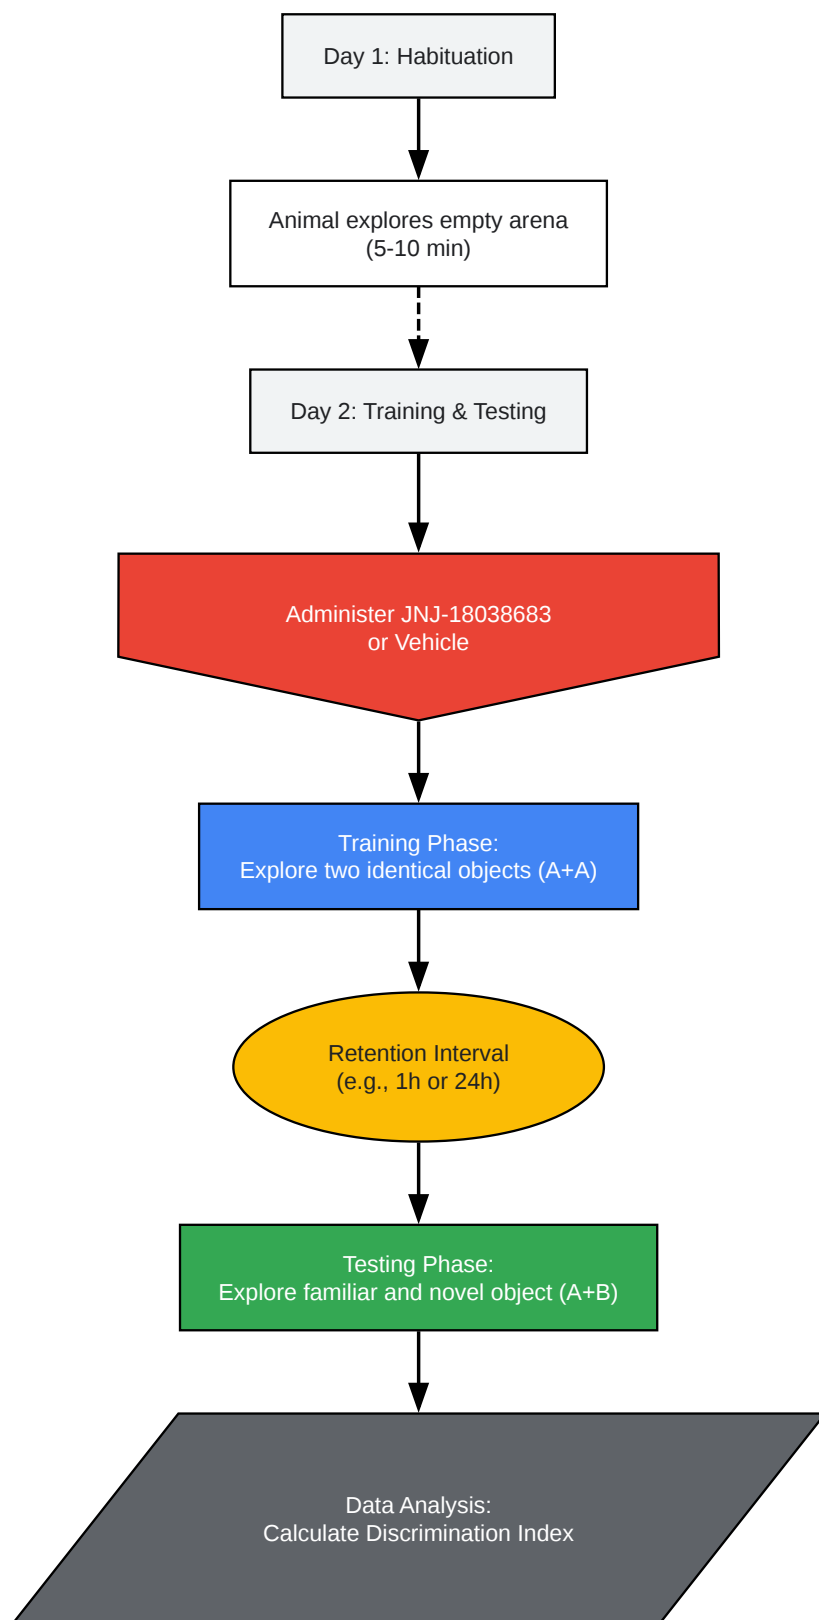 Day 1: Habituation
Animal explores empty arena
(5-10 min)
Day 2: Training & Testing
Administer JNJ-18038683
or Vehicle
Training Phase:
Explore two identical objects (A+A)
Retention Interval
(e.g., 1h or 24h)
Testing Phase:
Explore familiar and novel object (A+B)
Data Analysis:
Calculate Discrimination Index